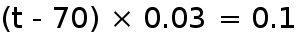 (t - 70) × 0.03 = 0.1